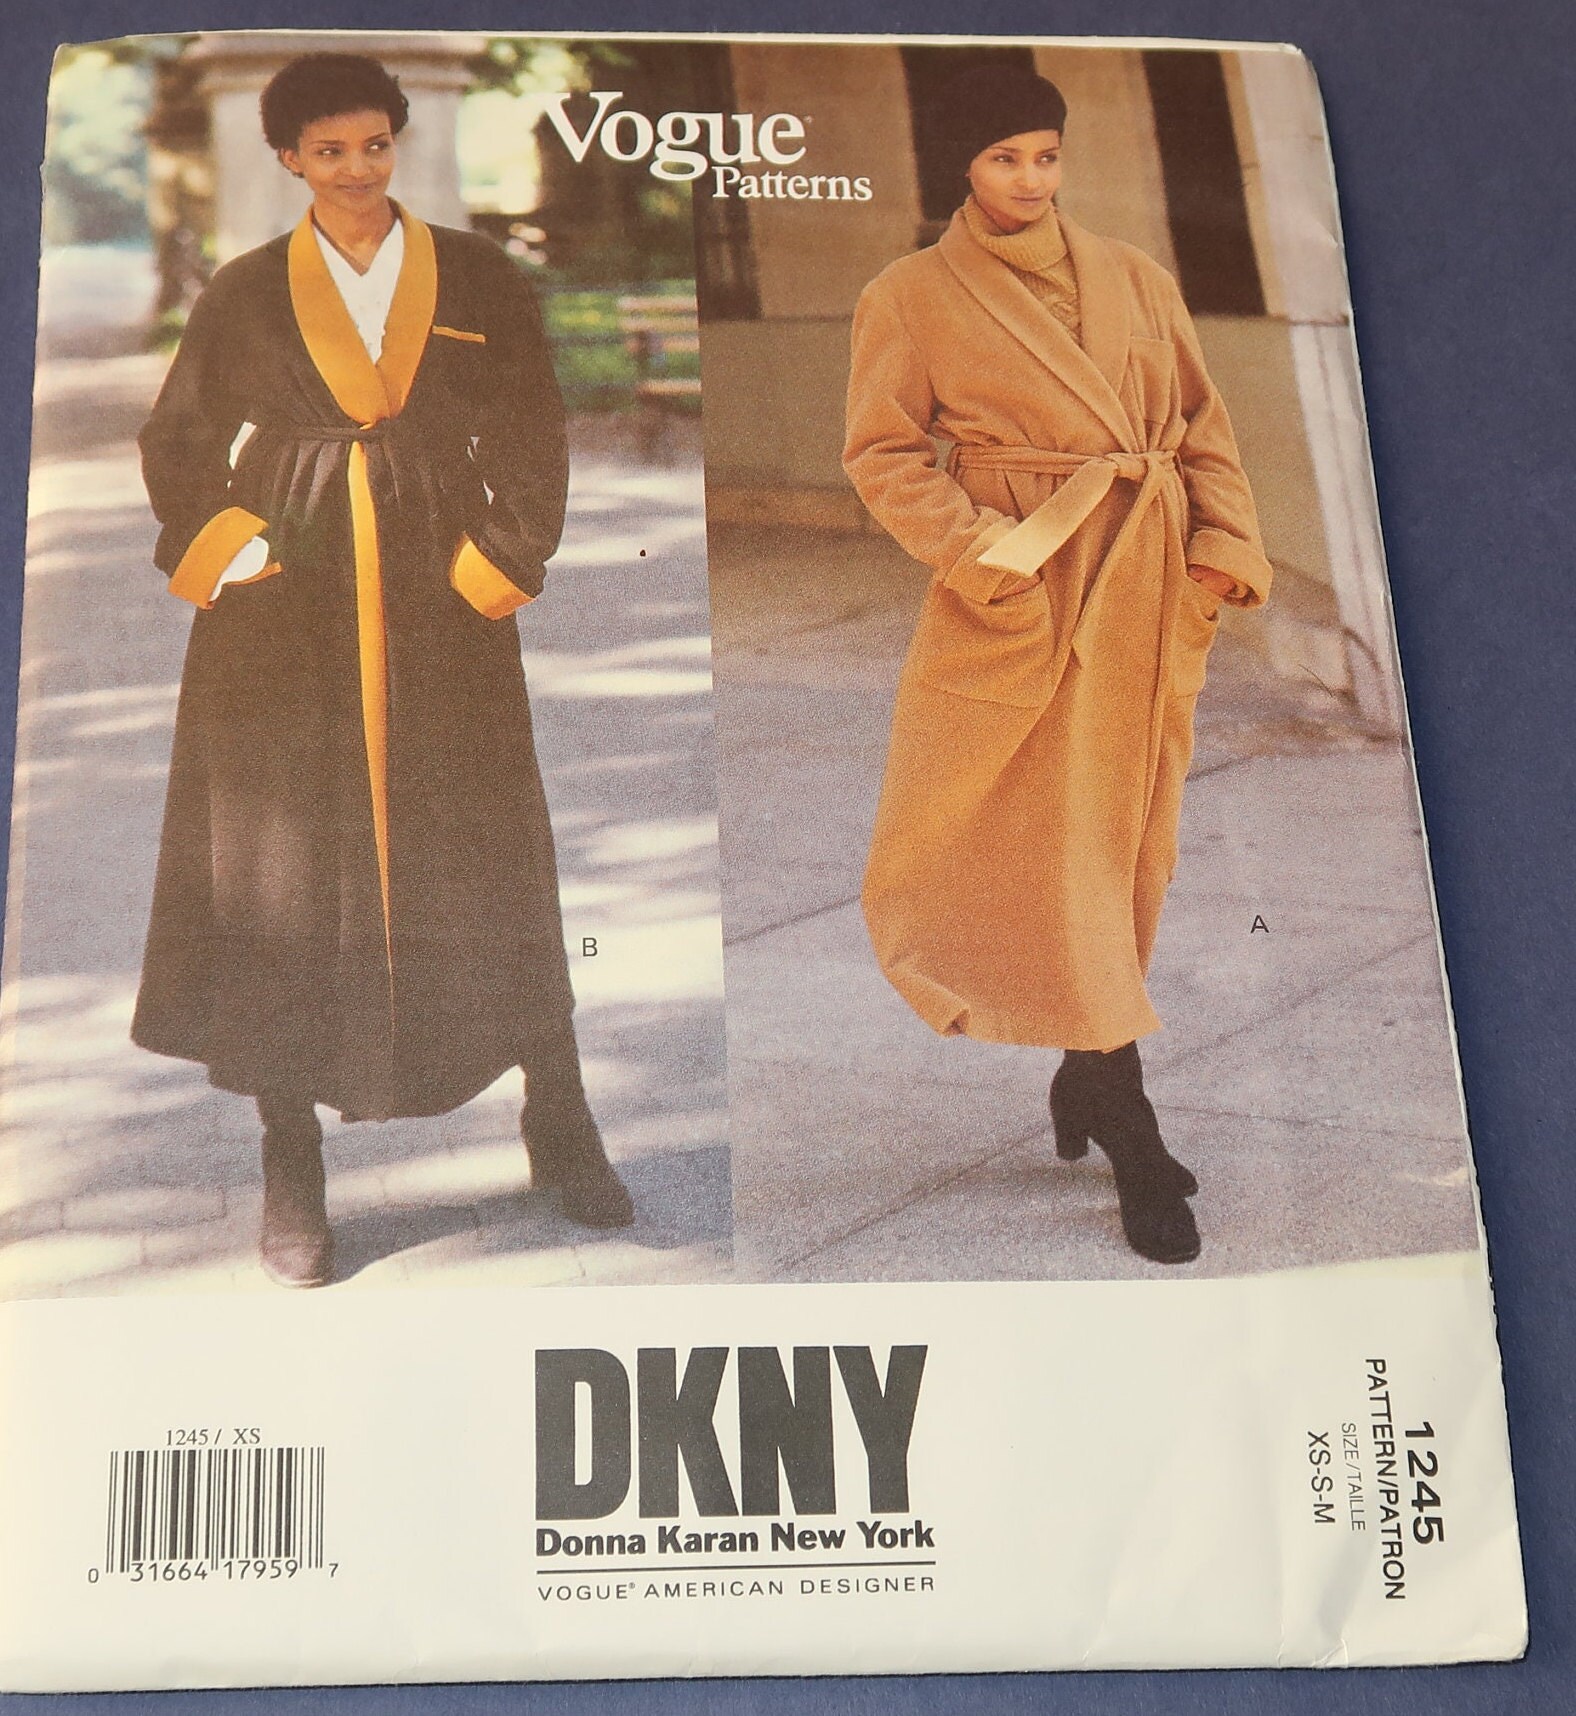 Vogue
Patterns
B
A
1245 / XS
0 31664 17959 7
DKNY
Donna Karan New York
VOGUE® AMERICAN DESIGNER
1245
PATTERN/PATRON
SIZE/TAILLE
XS-S-M